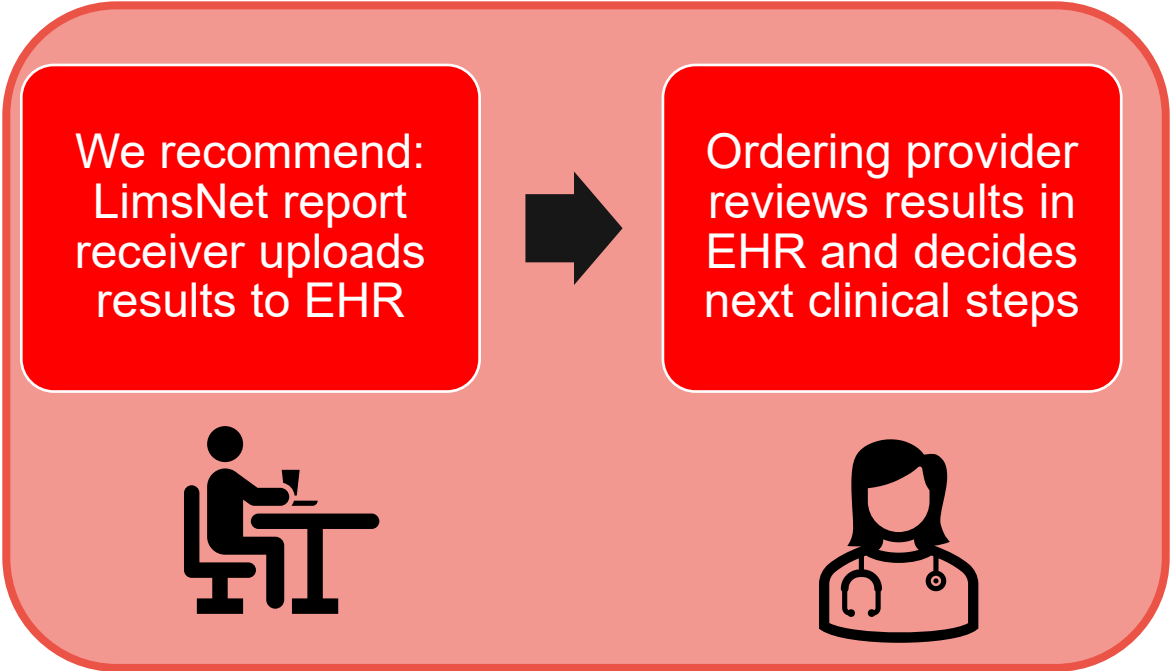 We recommend:
LimsNet report
receiver uploads
results to EHR
Ordering provider
reviews results in
EHR and decides
next clinical steps